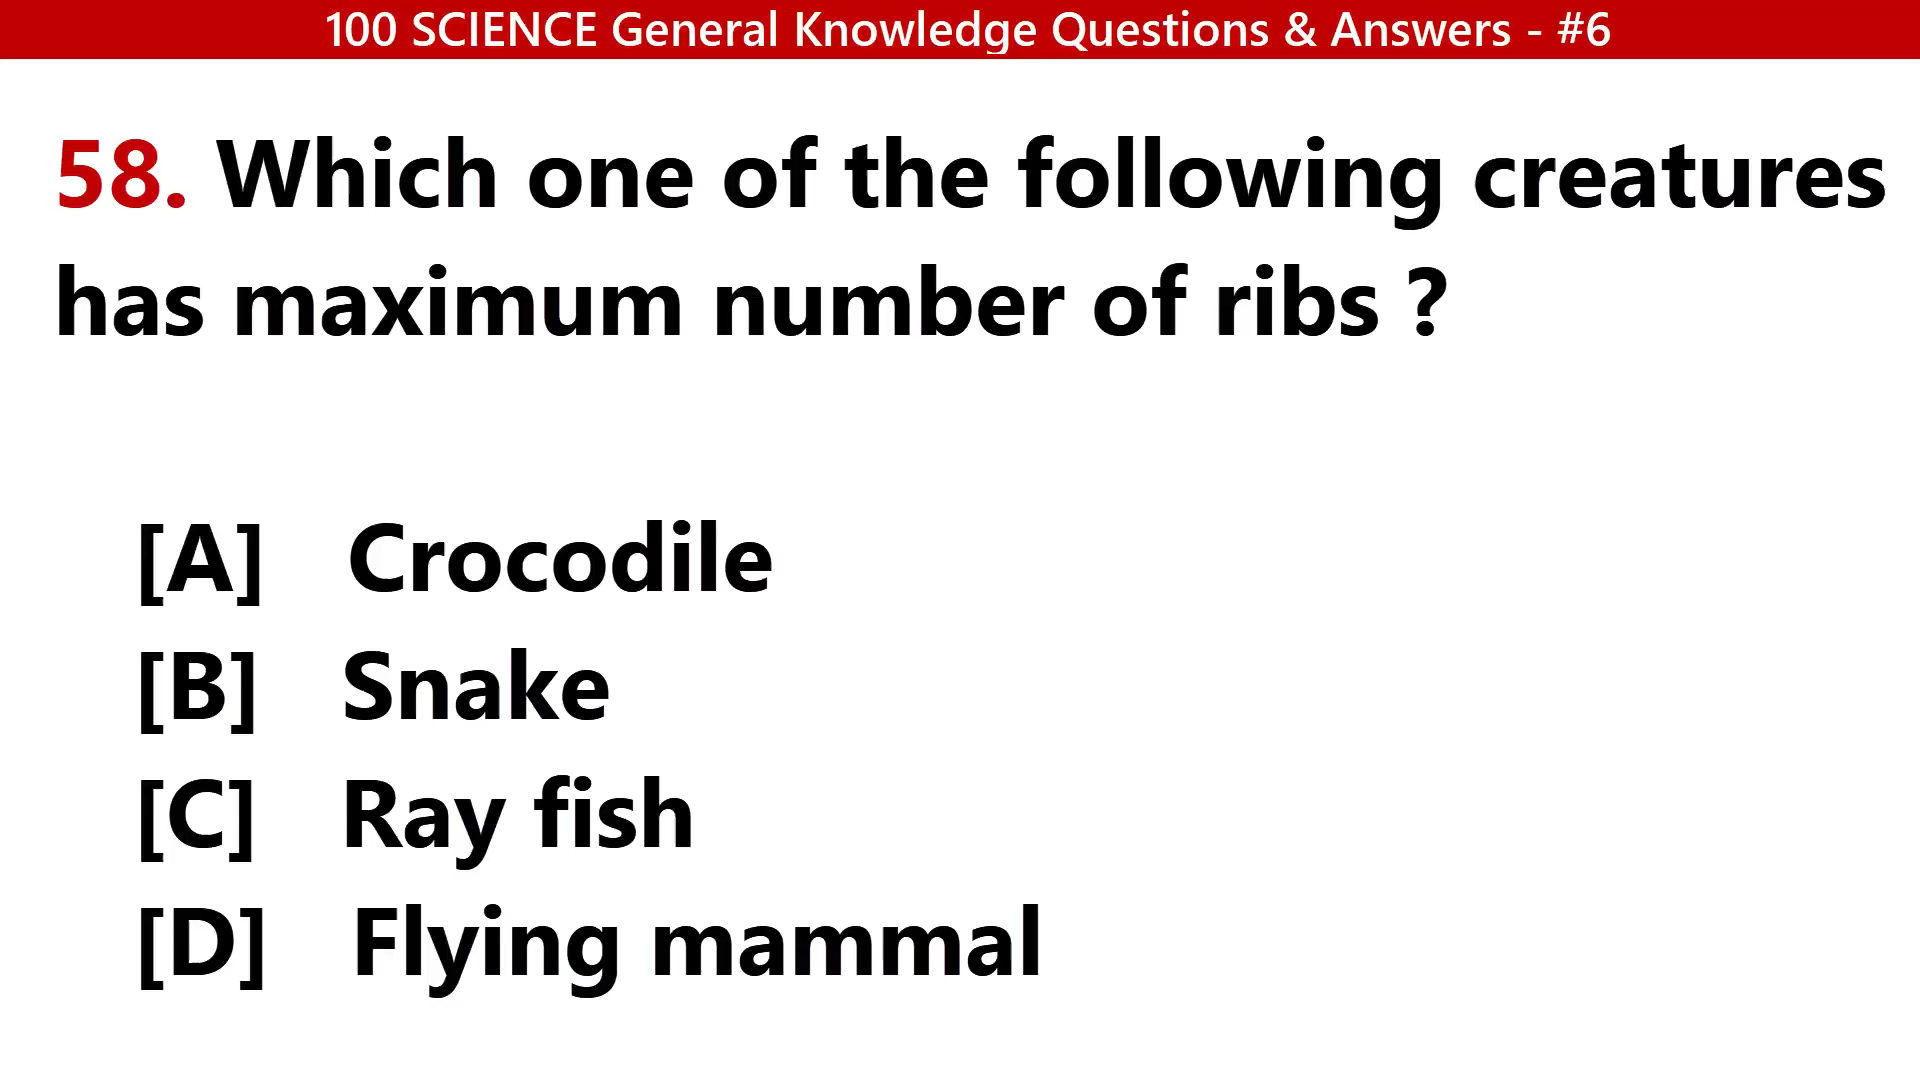 100 SCIENCE General Knowledge Questions & Answers - #6
58. Which one of the following creatures
has maximum number of ribs ?
[A] Crocodile
[B] Snake
[C] Ray fish
[D] Flying mammal